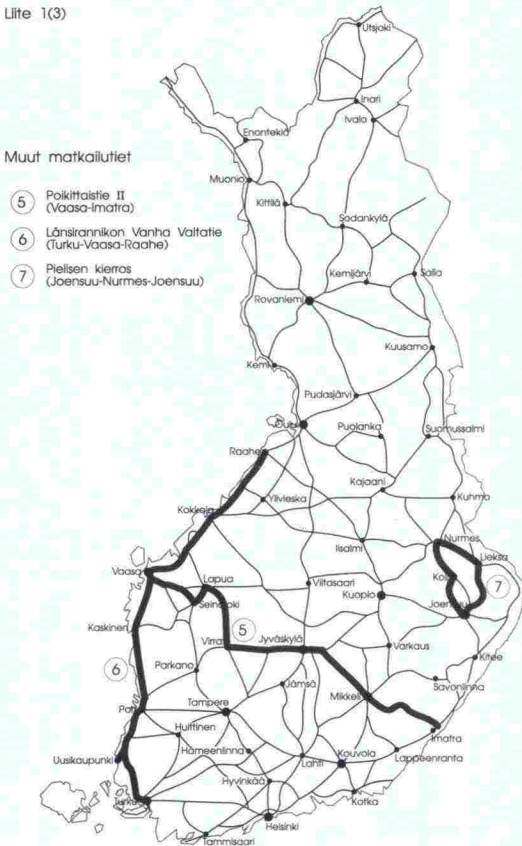 Liite 1(3)
Muut matkailutiet
5 Poikittaistie II
(Vaasa-Imatra)
6 Länsirannikon Vanha Valtatie
(Turku-Vaasa-Raahe)
7 Pielisen kierros
(Joensuu-Nurmes-Joensuu)
Utsjoki
Inari
Ivalo
Enontekiö
Muonio
Kittilä
Sodankylä
Kemijärvi
Salla
Rovaniemi
Kuusamo
Kemi
Pudasjärvi
Oulu
Puolanka
Suomussalmi
Raahe
Kajaani
Ylivieska
Kuhmo
Kokkola
Nurmes
Iisalmi
Lieksa
Vaasa
Lapua
Viitasaari
Koli
7
Kuopio
Seinäjoki
Joensuu
Kaskinen
5
Virrat
Jyväskylä
Varkaus
Kitee
6
Parkano
Jämsä
Savonlinna
Mikkeli
Pori
Tampere
Imatra
Huittinen
Hämeenlinna
Lahti
Kouvola
Lappeenranta
Uusikaupunki
Hyvinkää
Turku
Kotka
Helsinki
Tammisaari